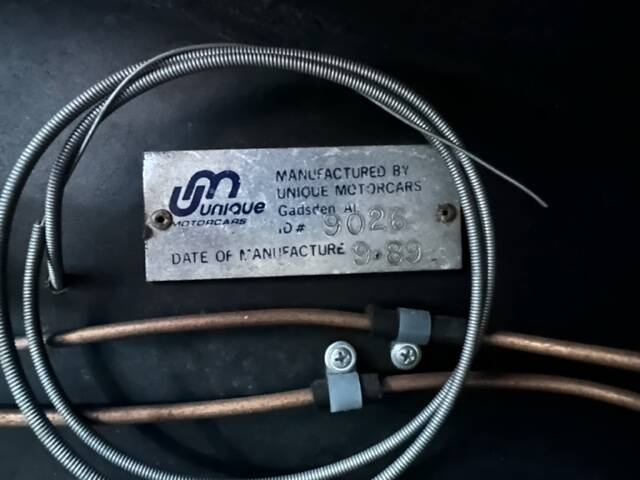 UNIQUE
MOTORCARS
MANUFACTURED BY
UNIQUE MOTORCARS
Gadsden Al
ID # 9026
DATE OF MANUFACTURE 9.89